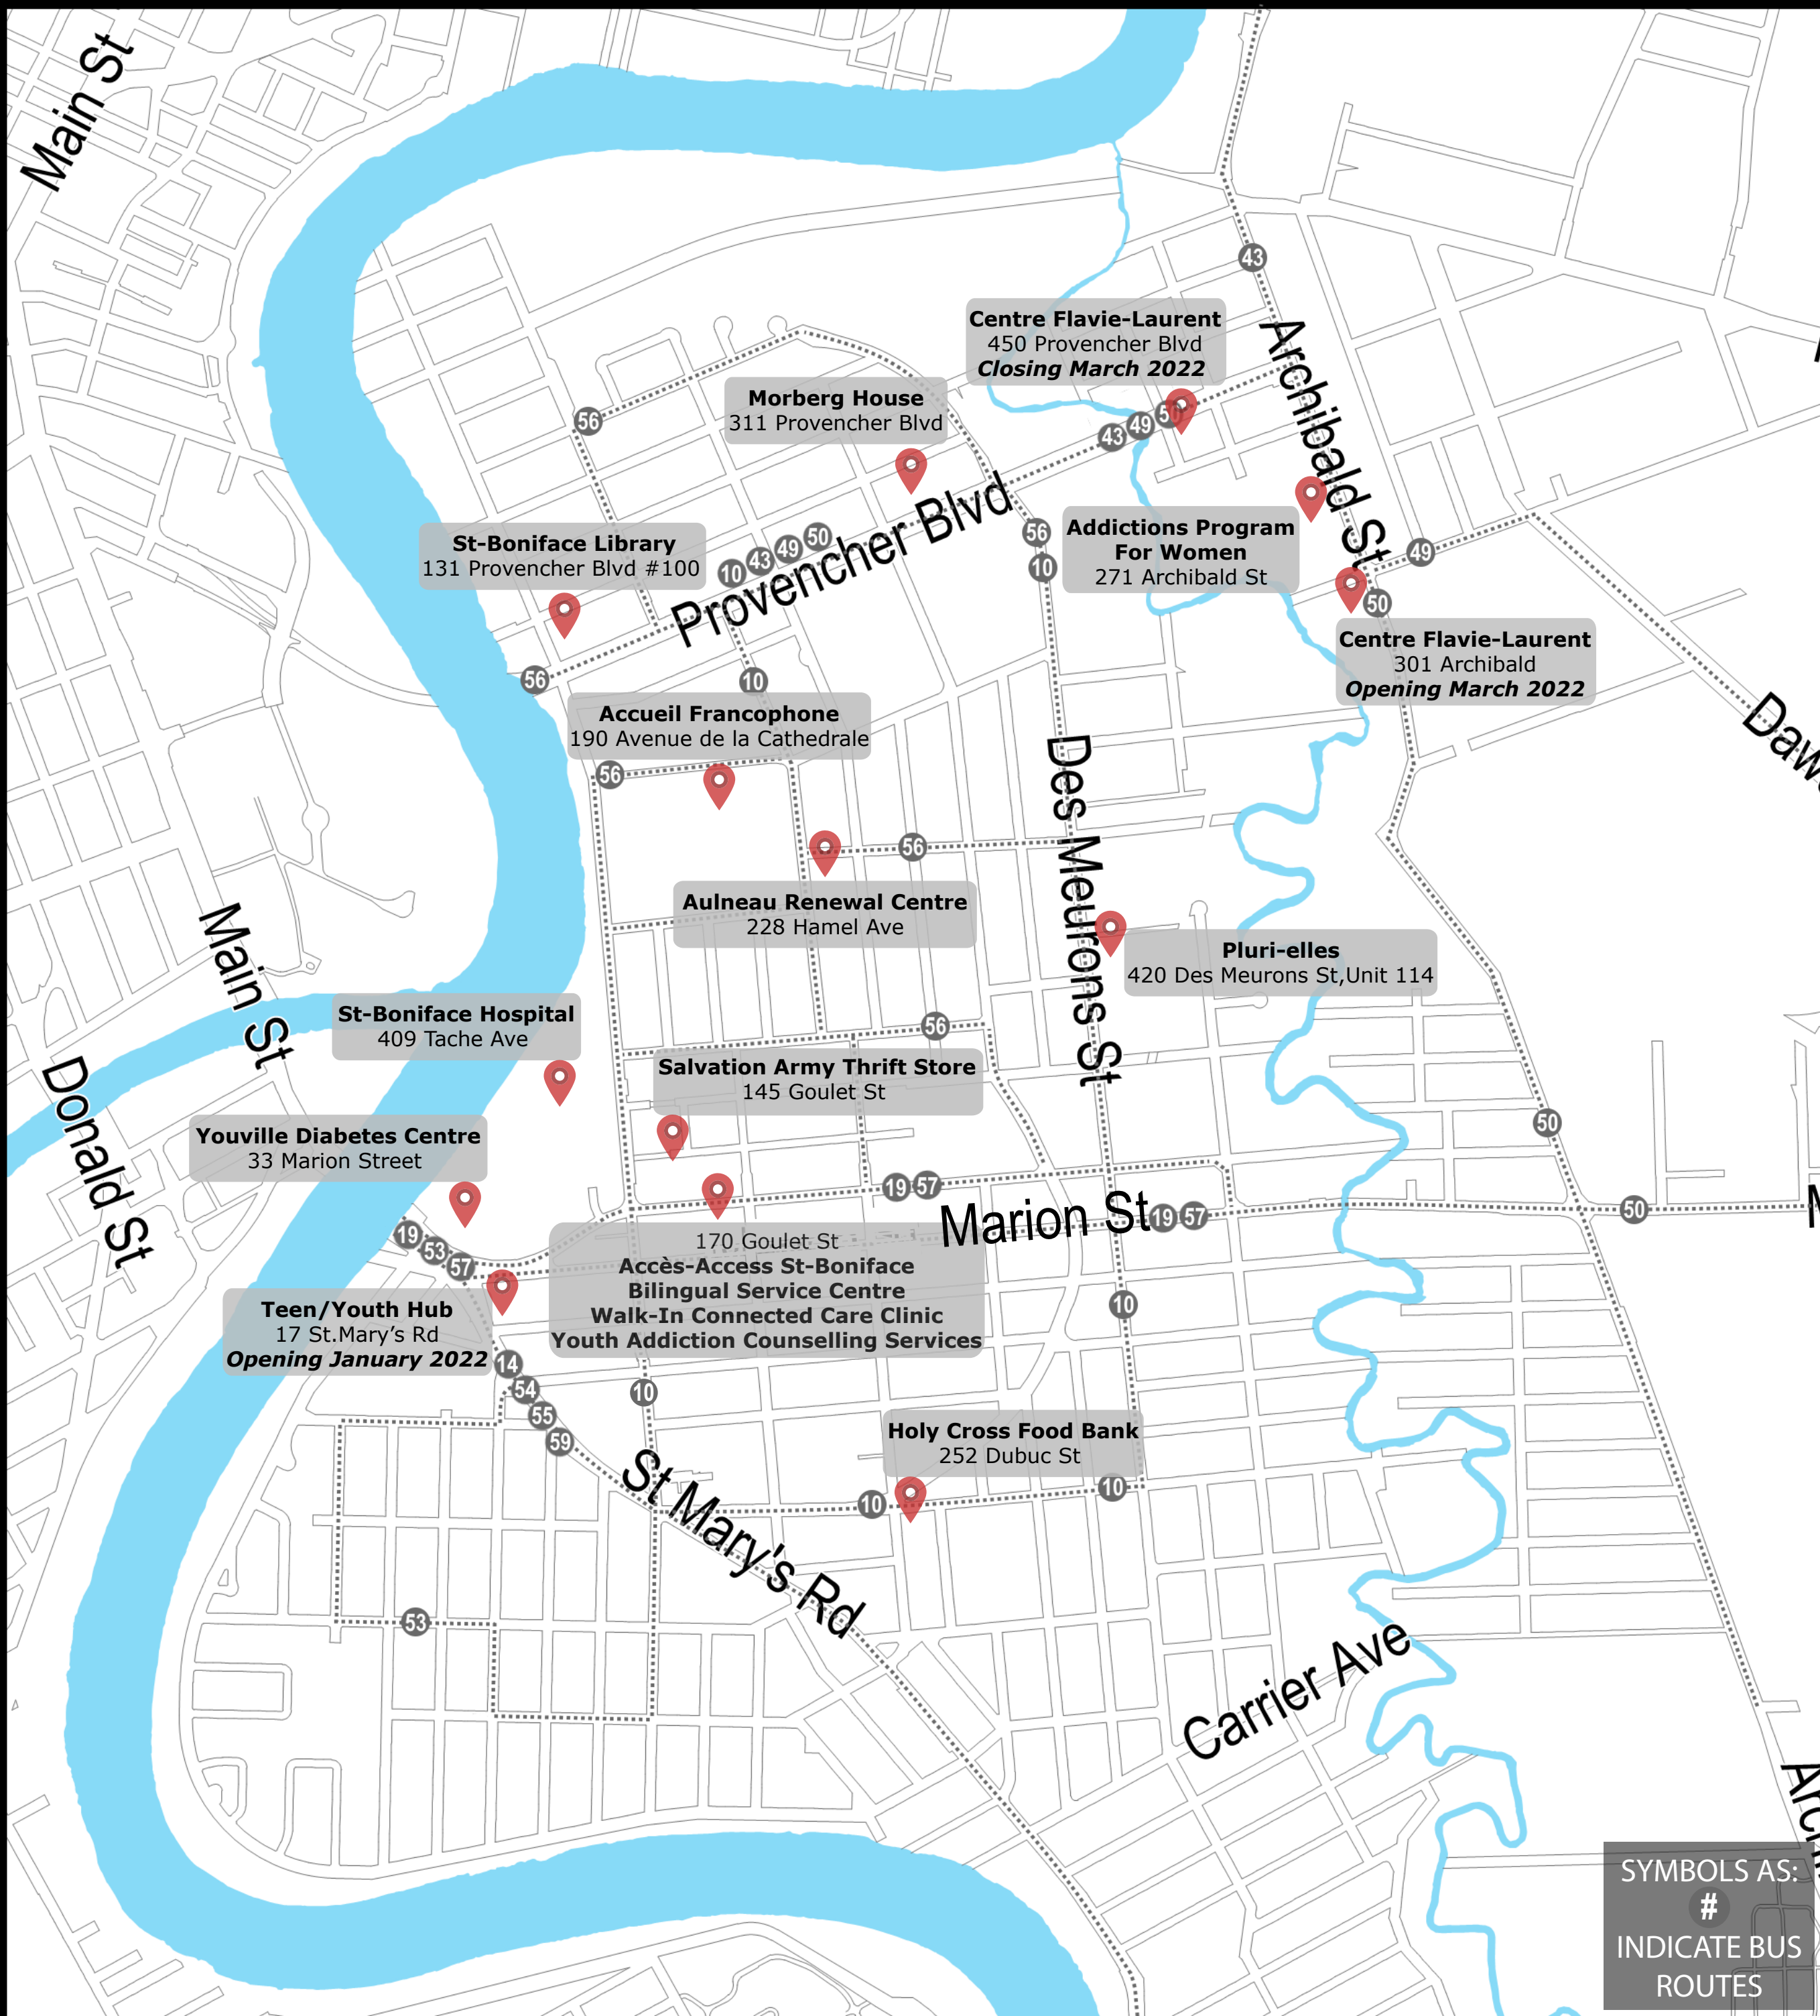 Main St
43
Centre Flavie-Laurent
450 Provencher Blvd
Closing March 2022
Archibald St
Morberg House
311 Provencher Blvd
56
43
49
St-Boniface Library
131 Provencher Blvd #100
10
43
49
50
Provencher Blvd
56
10
Addictions Program
For Women
271 Archibald St
49
50
Centre Flavie-Laurent
301 Archibald
Opening March 2022
56
10
Accueil Francophone
190 Avenue de la Cathedrale
56
Des Meurons St
56
Aulneau Renewal Centre
228 Hamel Ave
Pluri-elles
420 Des Meurons St,Unit 114
Main St
St-Boniface Hospital
409 Tache Ave
56
Salvation Army Thrift Store
145 Goulet St
Donald St
Youville Diabetes Centre
33 Marion Street
50
19
57
Marion St
19
57
50
19
53
57
170 Goulet St
Accès-Access St-Boniface
Bilingual Service Centre
Walk-In Connected Care Clinic
Youth Addiction Counselling Services
Teen/Youth Hub
17 St.Mary's Rd
Opening January 2022
10
14
54
55
59
10
Holy Cross Food Bank
252 Dubuc St
10
10
St Mary's Rd
53
Carrier Ave
SYMBOLS AS:
#
INDICATE BUS
ROUTES